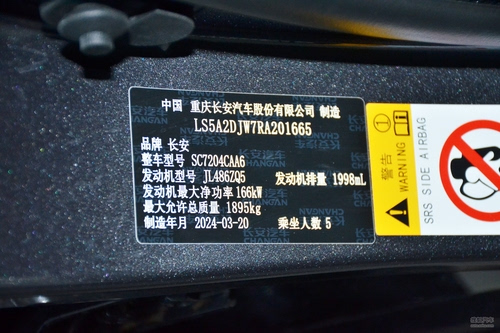 中国 重庆长安汽车股份有限公司 制造
LS5A2DJW7RA201665
品牌 长安
整车型号 SC7204CAA6
发动机型号 JL486ZQ5 发动机排量 1998mL
发动机最大净功率 166kW
最大允许总质量 1895kg
制造年月 2024-03-20 乘坐人数 5
警告
WARNING
SRS SIDE AIRBAG